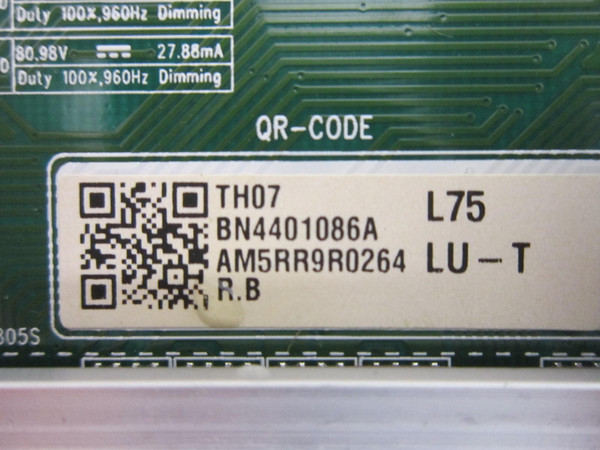 Duty 100%,960Hz Dimming
80.98V 27.88mA
Duty 100%,960Hz Dimming
QR-CODE
TH07
BN4401086A
AM5RR9R0264
R.B
L75
LU-T
805S